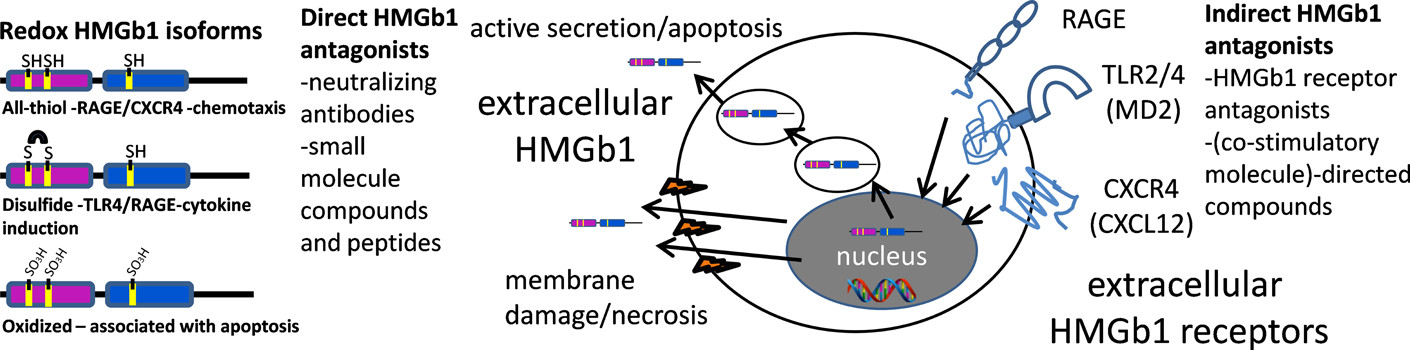 Redox HMGb1 isoforms
SHSH
SH
All-thiol -RAGE/CXCR4 -chemotaxis
S S
SH
Disulfide -TLR4/RAGE-cytokine
induction
SO₃H
SO₃H
SO₃H
Oxidized – associated with apoptosis
Direct HMGb1
antagonists
-neutralizing
antibodies
-small
molecule
compounds
and peptides
active secretion/apoptosis
extracellular
HMGb1
membrane
damage/necrosis
nucleus
RAGE
TLR2/4
(MD2)
CXCR4
(CXCL12)
extracellular
HMGb1 receptors
Indirect HMGb1
antagonists
-HMGb1 receptor
antagonists
-(co-stimulatory
molecule)-directed
compounds